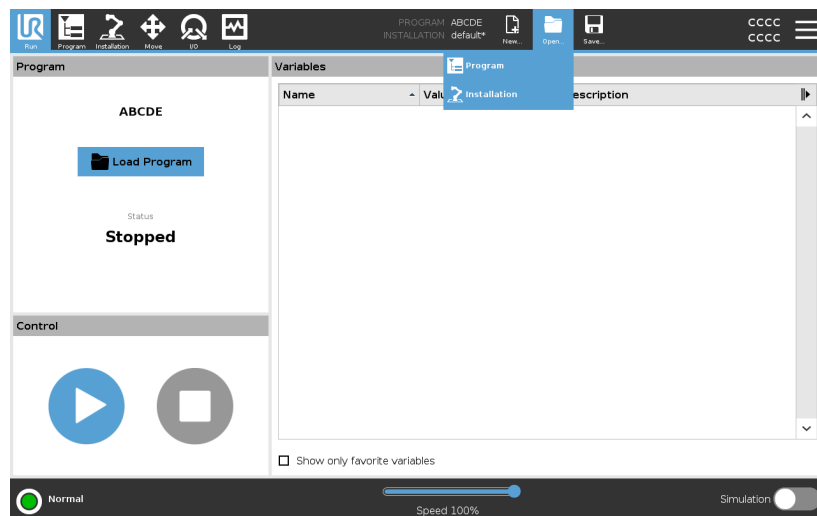 UR
PROGRAM ABCDE
INSTALLATION default*
cccc
cccc
Run Program Installation Move I/O Log New... Open... Save...
Program
Variables
Program
Installation
Name
Valu
escription
ABCDE
Load Program
Status
Stopped
Control
Show only favorite variables
Normal
Speed 100%
Simulation